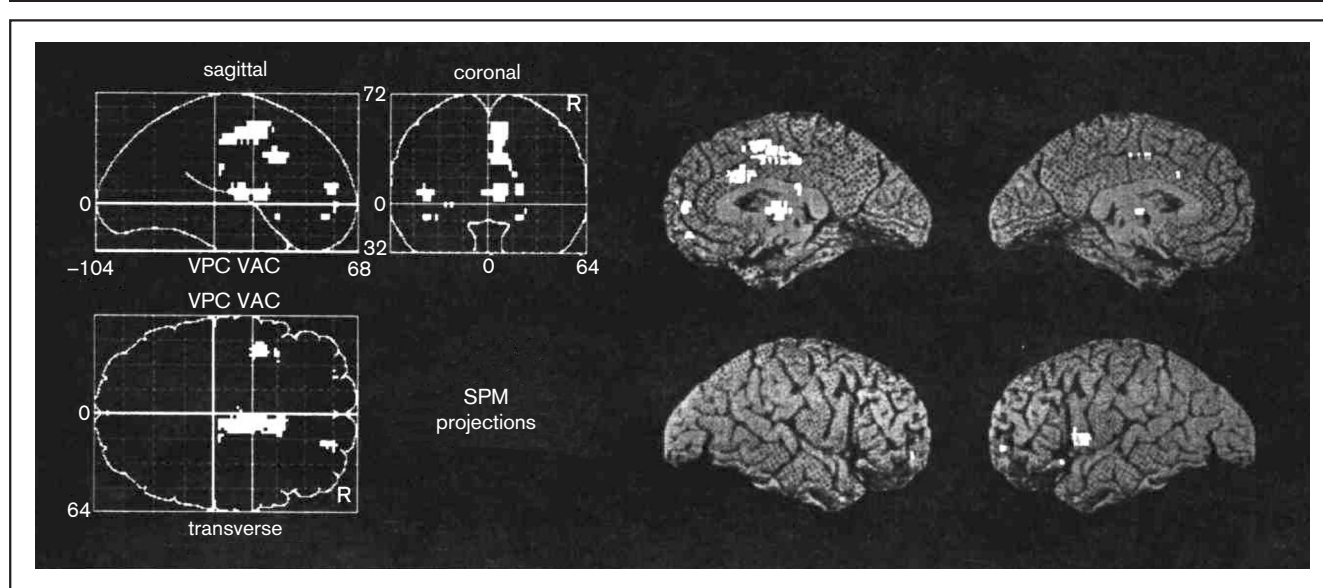 sagittal
coronal
72
R
0
0
32
−104
VPC VAC
68
0
64
VPC VAC
0
SPM
projections
R
64
transverse